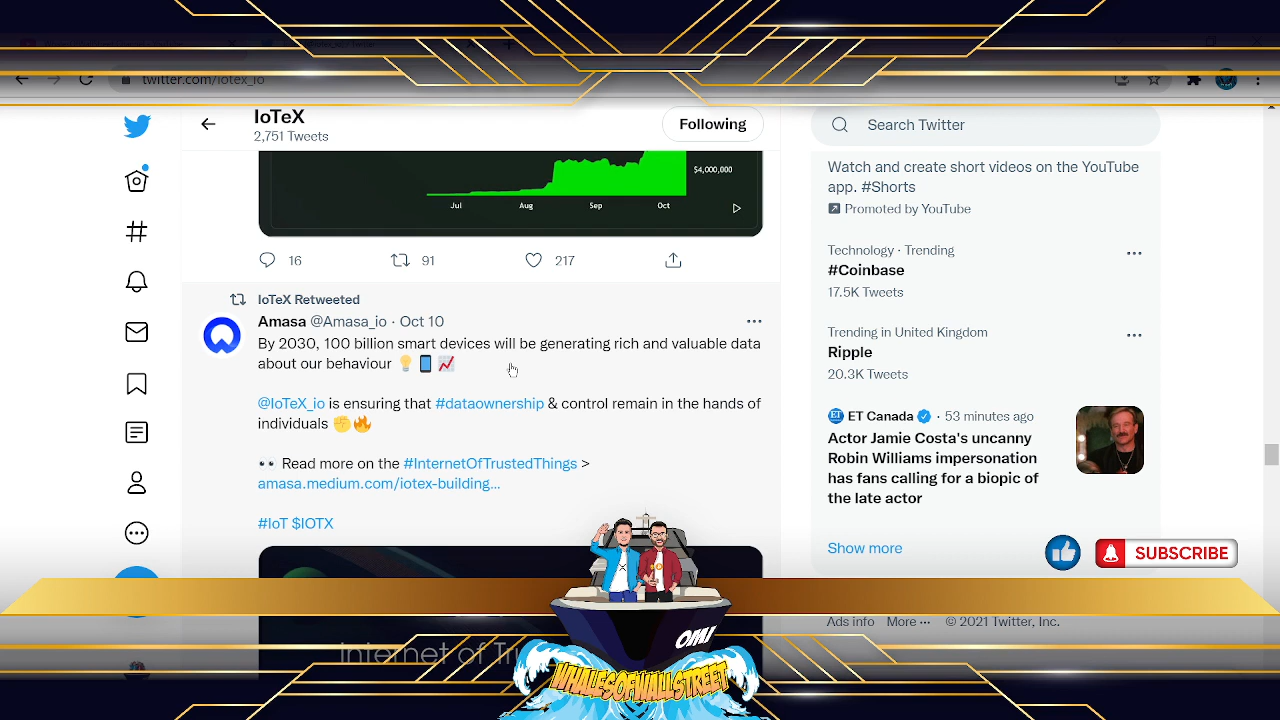 twitter.com/iotex_io
IoTeX
2,751 Tweets
Following
Search Twitter
$4,000,000
Jul Aug Sep Oct
16 91 217
IoTeX Retweeted
Amasa @Amasa_io · Oct 10
By 2030, 100 billion smart devices will be generating rich and valuable data
about our behaviour
@IoTeX_io is ensuring that #dataownership & control remain in the hands of
individuals
Read more on the #InternetOfTrustedThings >
amasa.medium.com/iotex-building...
#IoT $IOTX
Internet of Tr
Watch and create short videos on the YouTube
app. #Shorts
Promoted by YouTube
Technology · Trending
#Coinbase
17.5K Tweets
Trending in United Kingdom
Ripple
20.3K Tweets
ET Canada · 53 minutes ago
Actor Jamie Costa's uncanny
Robin Williams impersonation
has fans calling for a biopic of
the late actor
Show more
SUBSCRIBE
Ad info More ··· © 2021 Twitter, Inc.
OM!
WHALESOFWALLSTREET